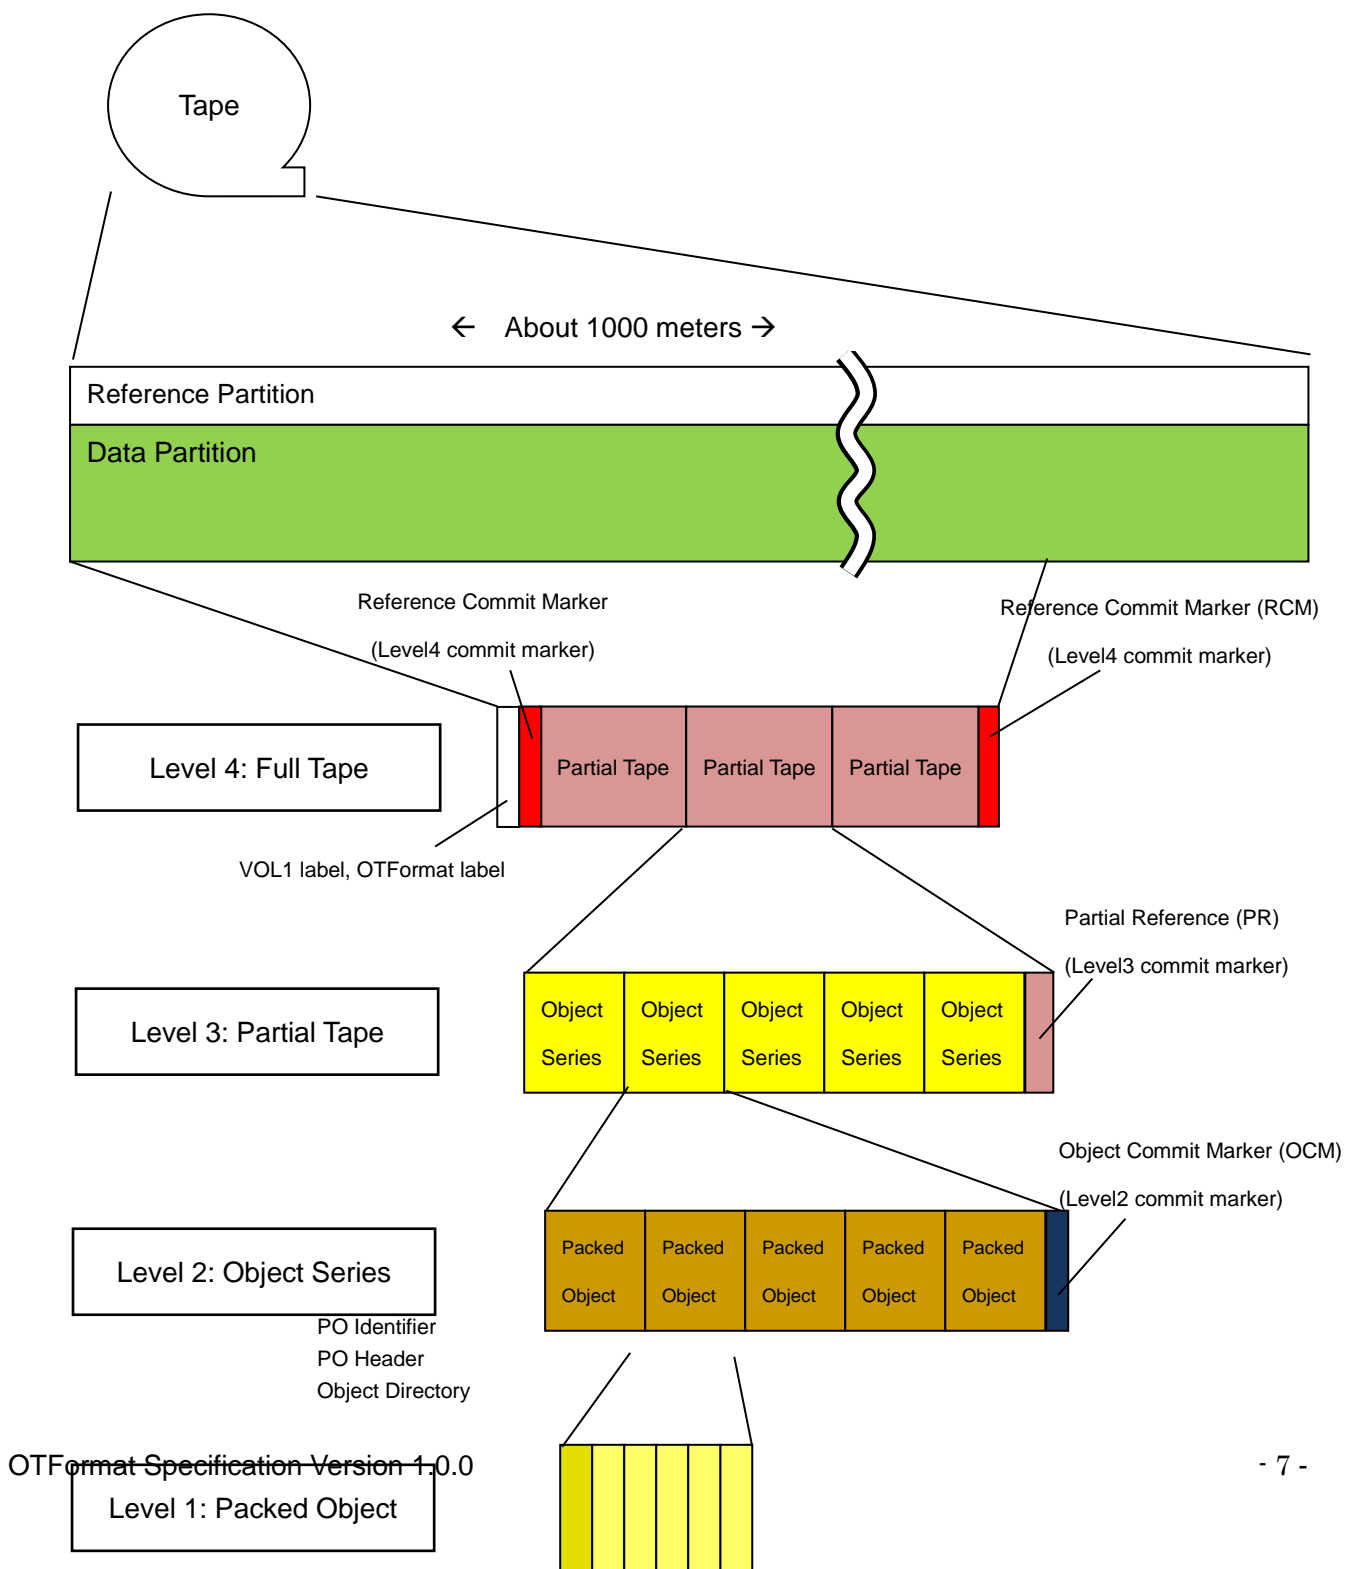 Tape
← About 1000 meters →
Reference Partition
Data Partition
Reference Commit Marker
(Level4 commit marker)
Reference Commit Marker (RCM)
(Level4 commit marker)
Level 4: Full Tape
Partial Tape
Partial Tape
Partial Tape
VOL1 label, OTFormat label
Partial Reference (PR)
(Level3 commit marker)
Level 3: Partial Tape
Object
Series
Object
Series
Object
Series
Object
Series
Object
Series
Object Commit Marker (OCM)
(Level2 commit marker)
Level 2: Object Series
Packed
Object
Packed
Object
Packed
Object
Packed
Object
Packed
Object
PO Identifier
PO Header
Object Directory
OTFormat Specification Version 1.0.0
- 7 -
Level 1: Packed Object